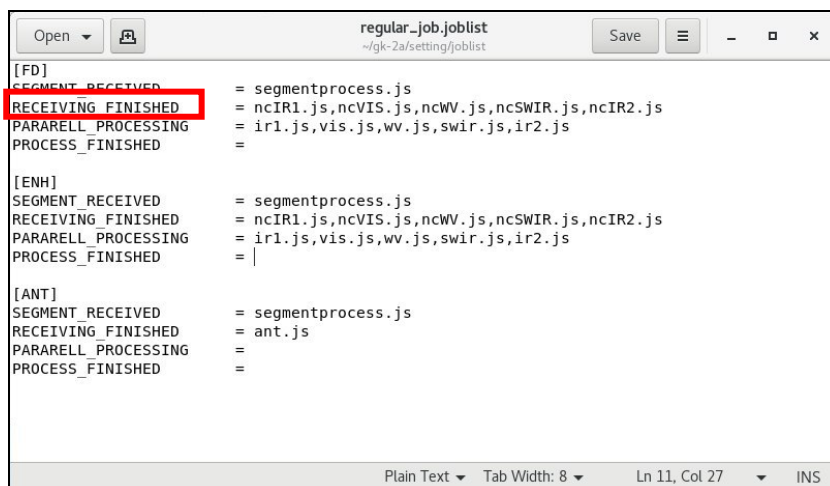 Open
regular_job.joblist
~/gk-2a/setting/joblist
Save
[FD]
SEGMENT_RECEIVED = segmentprocess.js
RECEIVING_FINISHED = ncIR1.js,ncVIS.js,ncWV.js,ncSWIR.js,ncIR2.js
PARARELL_PROCESSING = ir1.js,vis.js,wv.js,swir.js,ir2.js
PROCESS_FINISHED =
[ENH]
SEGMENT_RECEIVED = segmentprocess.js
RECEIVING_FINISHED = ncIR1.js,ncVIS.js,ncWV.js,ncSWIR.js,ncIR2.js
PARARELL_PROCESSING = ir1.js,vis.js,wv.js,swir.js,ir2.js
PROCESS_FINISHED =
[ANT]
SEGMENT_RECEIVED = segmentprocess.js
RECEIVING_FINISHED = ant.js
PARARELL_PROCESSING =
PROCESS_FINISHED =
Plain Text Tab Width: 8 Ln 11, Col 27 INS